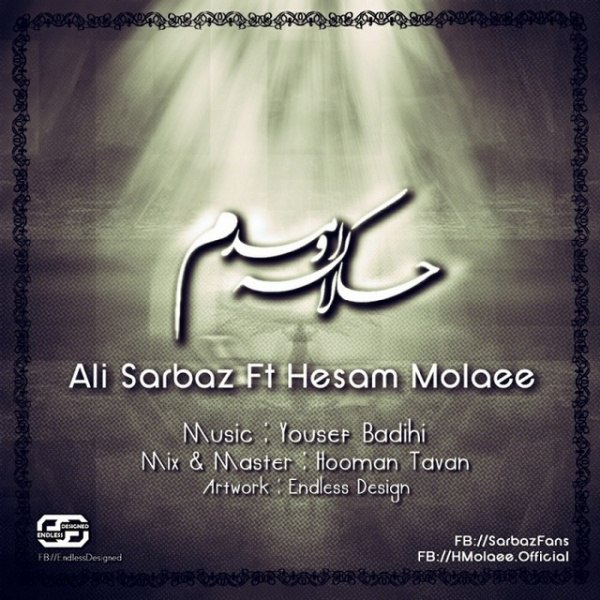 حالا که اومدم
Ali Sarbaz Ft Hesam Molaee
Music : Yousef Badihi
Mix & Master : Hooman Tavan
Artwork : Endless Design
DESIGNED
ENDLESS
FB://EndlessDesigned
FB://SarbazFans
FB://HMolaee.Official